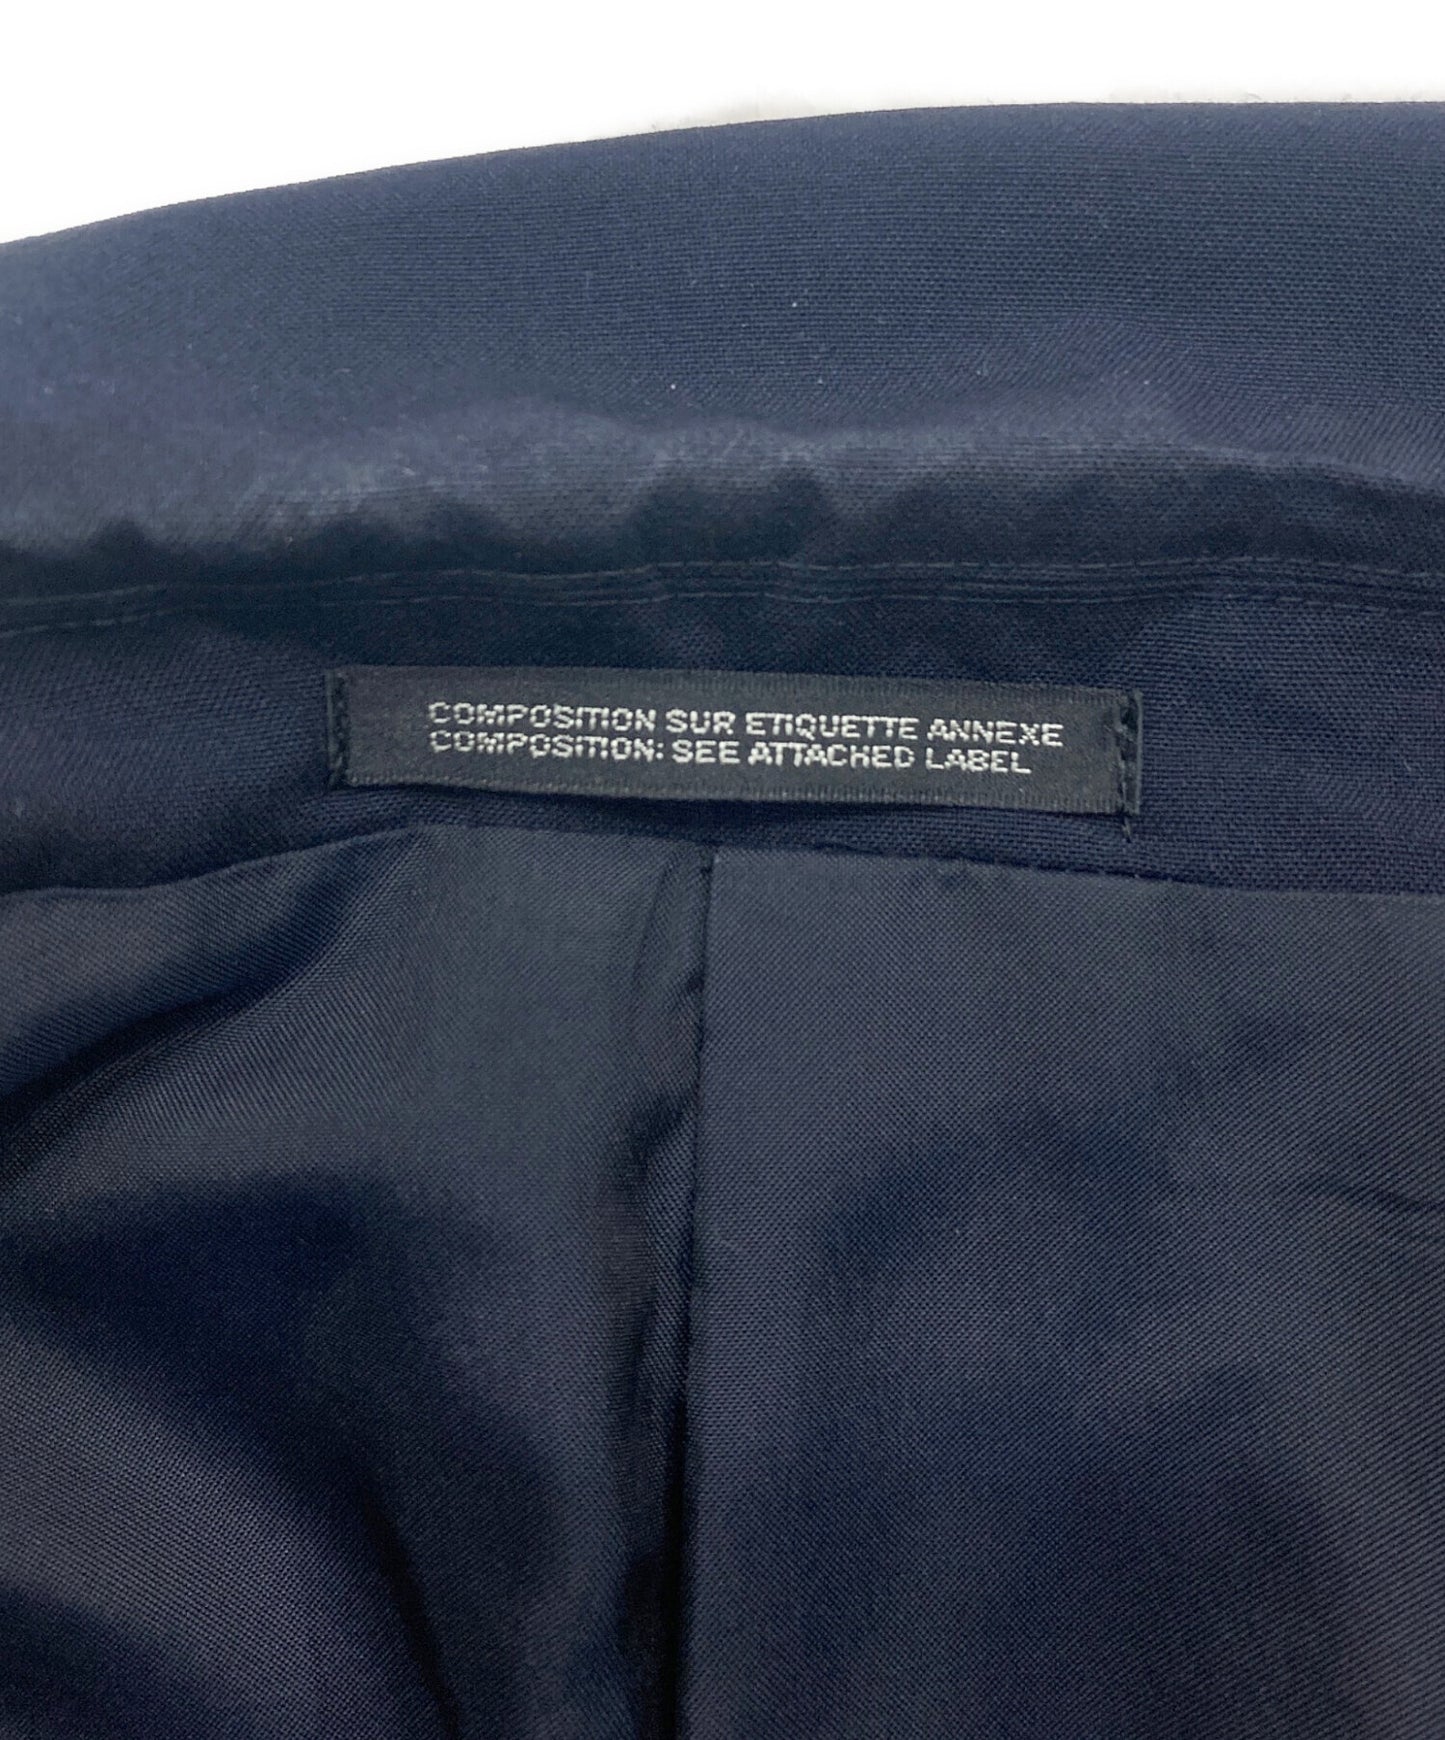 COMPOSITION SUR ETIQUETTE ANNEXE
COMPOSITION: SEE ATTACHED LABEL